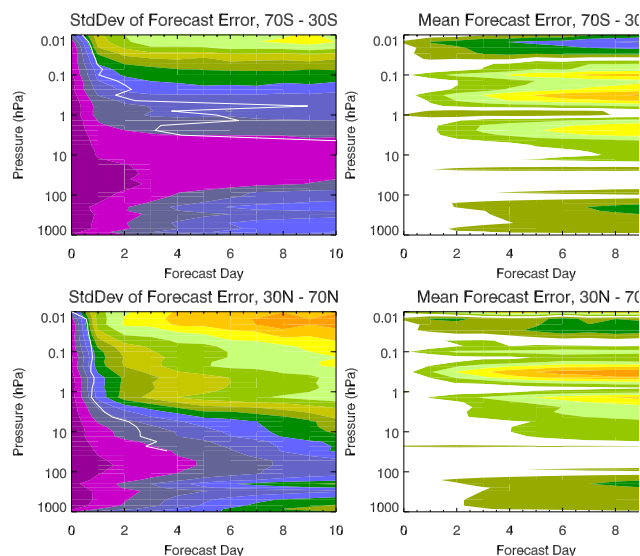 StdDev of Forecast Error, 70S - 30S
Mean Forecast Error, 70S - 30
0.01
0.1
1
10
100
1000
Pressure (hPa)
0 2 4 6 8 10
Forecast Day
0.01
0.1
1
10
100
1000
Pressure (hPa)
0 2 4 6 8
Forecast Day
StdDev of Forecast Error, 30N - 70N
Mean Forecast Error, 30N - 70
0.01
0.1
1
10
100
1000
Pressure (hPa)
0 2 4 6 8 10
Forecast Day
0.01
0.1
1
10
100
1000
Pressure (hPa)
0 2 4 6 8
Forecast Day